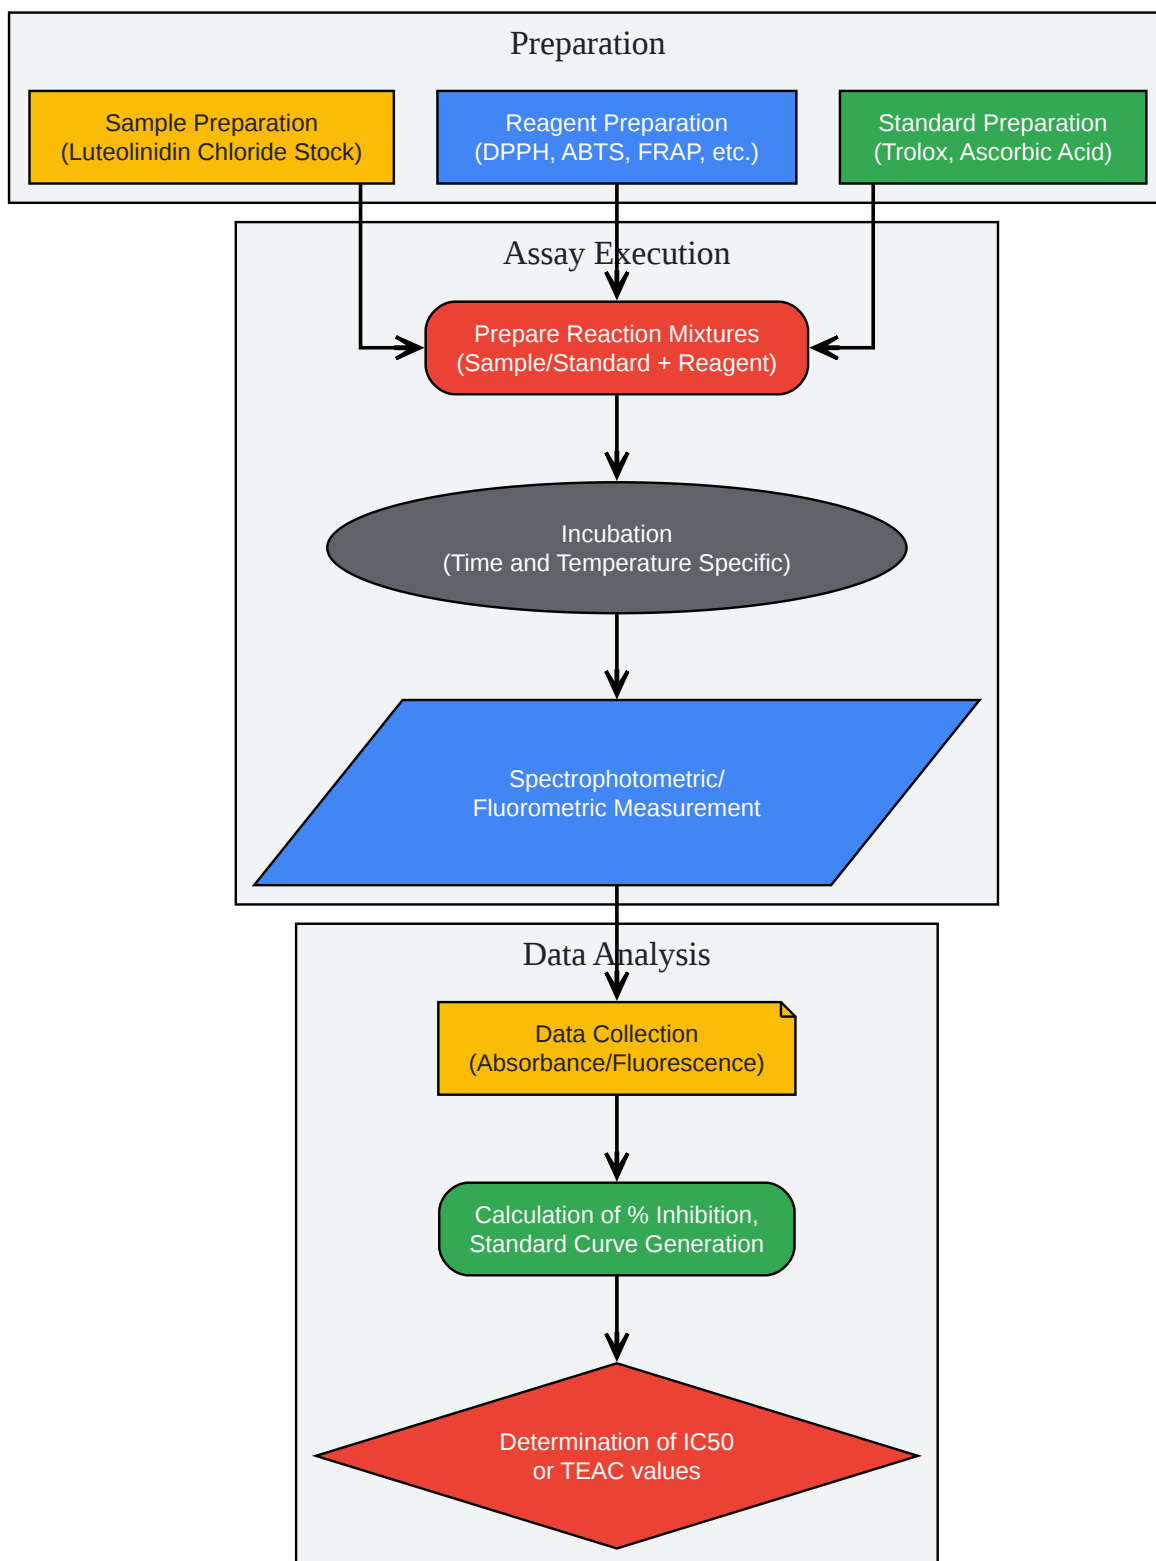 Preparation
Sample Preparation
(Luteolinidin Chloride Stock)
Reagent Preparation
(DPPH, ABTS, FRAP, etc.)
Standard Preparation
(Trolox, Ascorbic Acid)
Assay Execution
Prepare Reaction Mixtures
(Sample/Standard + Reagent)
Incubation
(Time and Temperature Specific)
Spectrophotometric/
Fluorometric Measurement
Data Analysis
Data Collection
(Absorbance/Fluorescence)
Calculation of % Inhibition,
Standard Curve Generation
Determination of IC50
or TEAC values